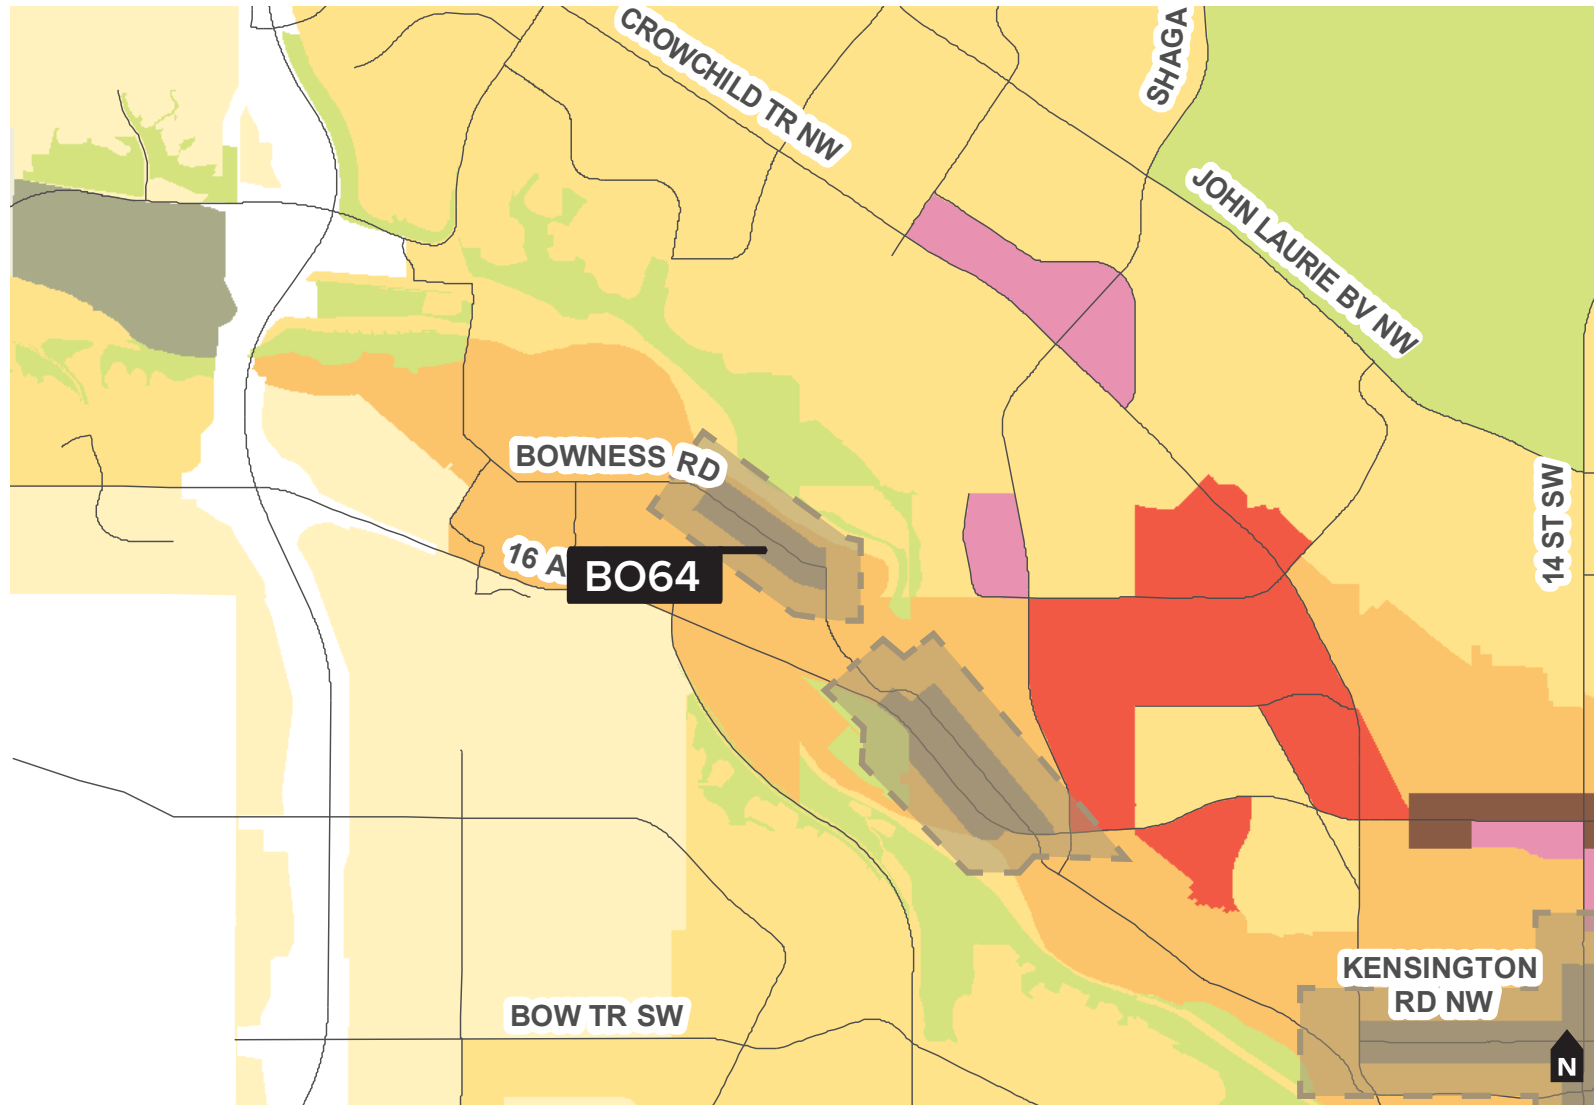 CROWCHILD TR NW
SHAGA
JOHN LAURIE BV NW
BOWNESS RD
14 ST SW
16 A
BO64
KENSINGTON
RD NW
BOW TR SW
N